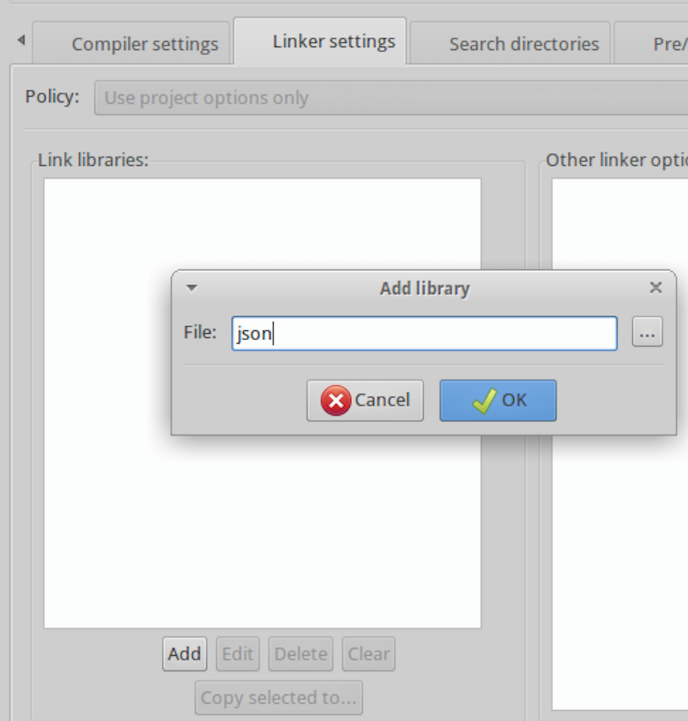 Compiler settings
Linker settings
Search directories
Pre/
Policy:
Use project options only
Link libraries:
Other linker optio
Add library
File:
json
...
Cancel
OK
Add
Edit
Delete
Clear
Copy selected to...